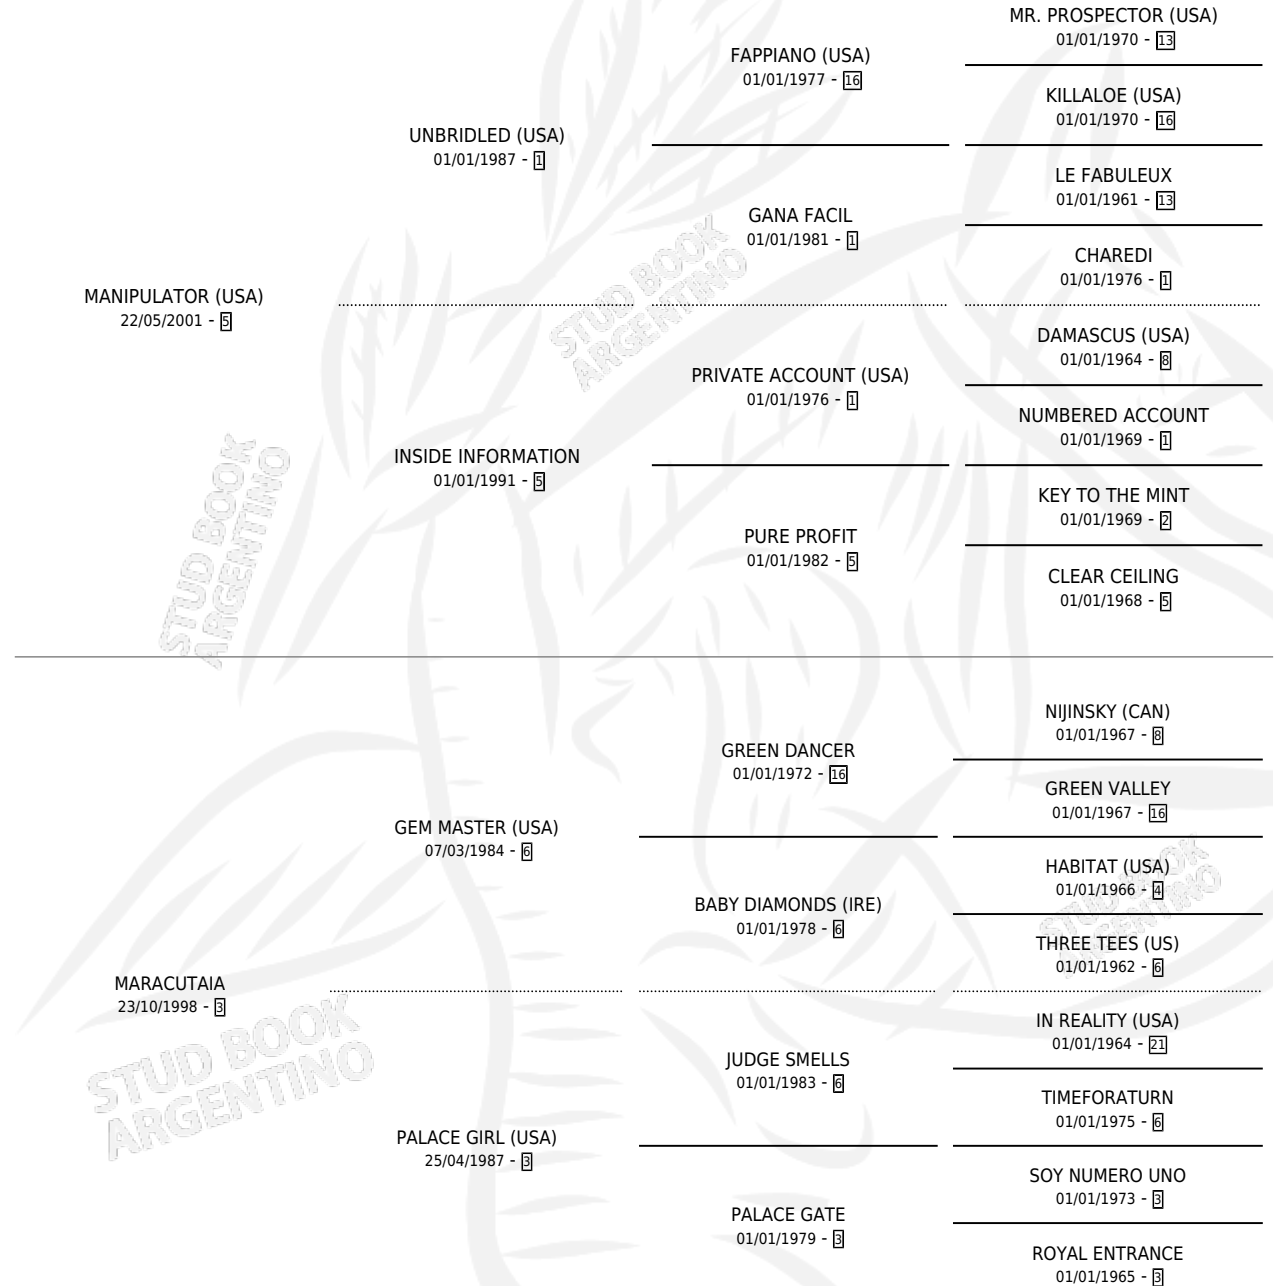 MR. PROSPECTOR (USA)
01/01/1970 - 13
FAPPIANO (USA)
01/01/1977 - 16
KILLALOE (USA)
01/01/1970 - 16
UNBRIDLED (USA)
01/01/1987 - 1
LE FABULEUX
01/01/1961 - 13
GANA FACIL
01/01/1981 - 1
CHAREDI
01/01/1976 - 1
MANIPULATOR (USA)
22/05/2001 - 5
DAMASCUS (USA)
01/01/1964 - 8
PRIVATE ACCOUNT (USA)
01/01/1976 - 1
NUMBERED ACCOUNT
01/01/1969 - 1
INSIDE INFORMATION
01/01/1991 - 5
KEY TO THE MINT
01/01/1969 - 2
PURE PROFIT
01/01/1982 - 5
CLEAR CEILING
01/01/1968 - 5
NIJINSKY (CAN)
01/01/1967 - 8
GREEN DANCER
01/01/1972 - 16
GREEN VALLEY
01/01/1967 - 16
GEM MASTER (USA)
07/03/1984 - 6
HABITAT (USA)
01/01/1966 - 4
BABY DIAMONDS (IRE)
01/01/1978 - 6
THREE TEES (US)
01/01/1962 - 6
MARACUTAIA
23/10/1998 - 3
IN REALITY (USA)
01/01/1964 - 21
JUDGE SMELLS
01/01/1983 - 6
TIMEFORATURN
01/01/1975 - 6
PALACE GIRL (USA)
25/04/1987 - 3
SOY NUMERO UNO
01/01/1973 - 3
PALACE GATE
01/01/1979 - 3
ROYAL ENTRANCE
01/01/1965 - 3
STUD BOOK
ARGENTINO
STUD BOOK
ARGENTINO
STUD BOOK
ARGENTINO
STUD BOOK
ARGENTINO